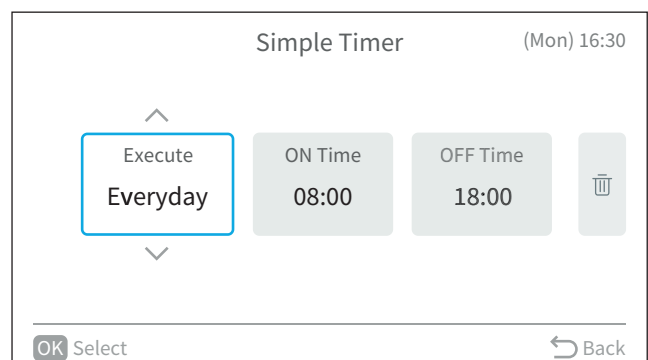 Simple Timer (Mon) 16:30
Execute ON Time OFF Time
Everyday 08:00 18:00
OK Select Back